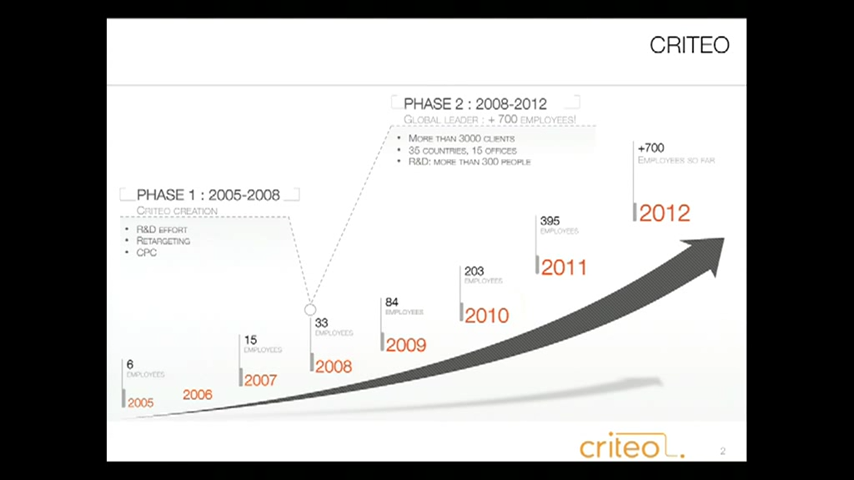 CRITEO
PHASE 2 : 2008-2012
GLOBAL LEADER : + 700 EMPLOYEES!
• MORE THAN 3000 CLIENTS
• 35 COUNTRIES, 15 OFFICES
• R&D: MORE THAN 300 PEOPLE
PHASE 1 : 2005-2008
CRITEO CREATION
• R&D EFFORT
• RETARGETING
• CPC
6
EMPLOYEES
2005
2006
15
EMPLOYEES
2007
33
EMPLOYEES
2008
84
EMPLOYEES
2009
203
EMPLOYEES
2010
395
EMPLOYEES
2011
+700
EMPLOYEES SO FAR
2012
criteo
2